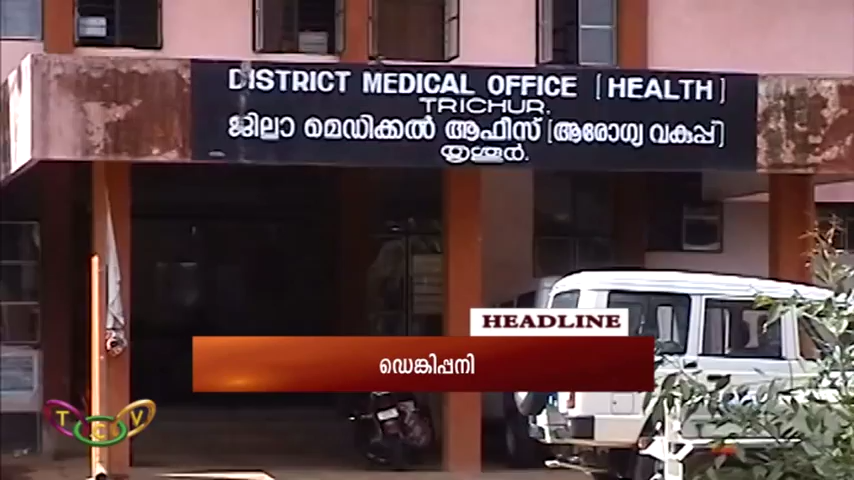 DISTRICT MEDICAL OFFICE [HEALTH]
TRICHUR.
ജില്ലാ മെഡിക്കൽ ആഫീസ് [ആരോഗ്യ വകുപ്പ്]
തൃശ്ശൂർ.
HEADLINE
ഡെങ്കിപ്പനി
TCV